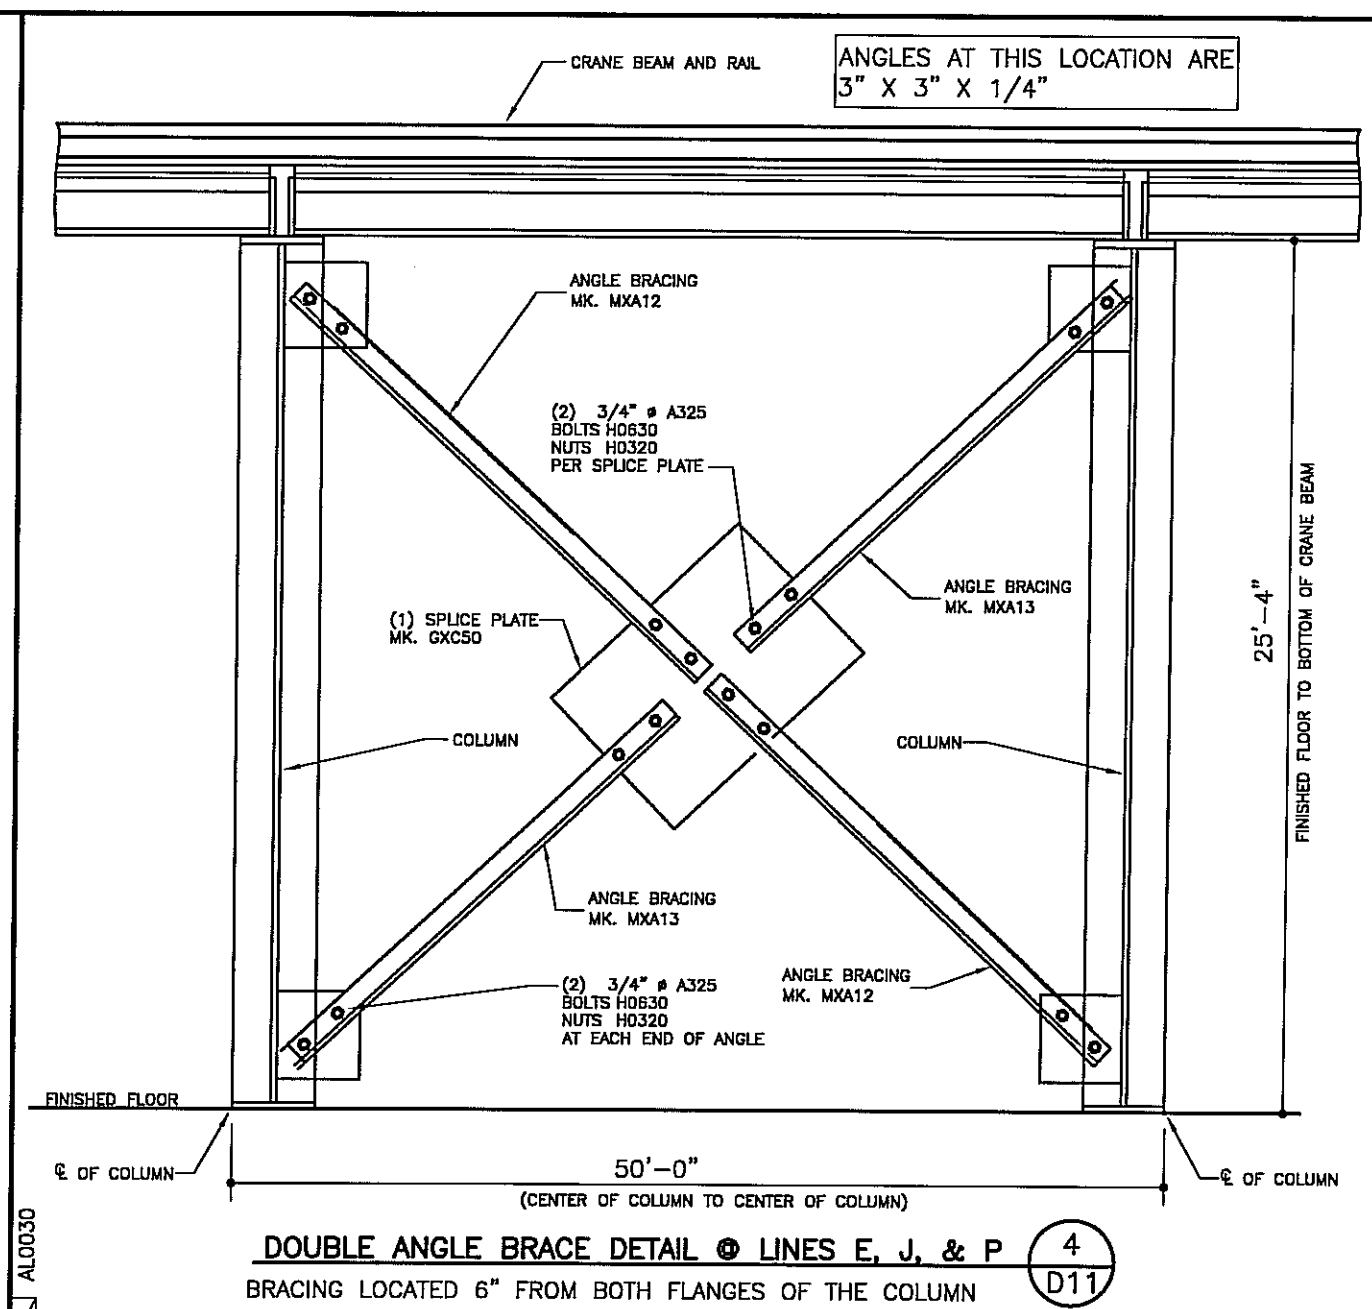 CRANE BEAM AND RAIL
ANGLES AT THIS LOCATION ARE
3" X 3" X 1/4"
ANGLE BRACING
MK. MXA12
(2) 3/4" ø A325
BOLTS H0630
NUTS H0320
PER SPLICE PLATE
ANGLE BRACING
MK. MXA13
(1) SPLICE PLATE
MK. GXC50
COLUMN
COLUMN
25'-4"
FINISHED FLOOR TO BOTTOM OF CRANE BEAM
ANGLE BRACING
MK. MXA13
ANGLE BRACING
MK. MXA12
(2) 3/4" ø A325
BOLTS H0630
NUTS H0320
AT EACH END OF ANGLE
FINISHED FLOOR
℄ OF COLUMN
50'-0"
(CENTER OF COLUMN TO CENTER OF COLUMN)
℄ OF COLUMN
DOUBLE ANGLE BRACE DETAIL @ LINES E, J, & P
4
D11
BRACING LOCATED 6" FROM BOTH FLANGES OF THE COLUMN
AL0030